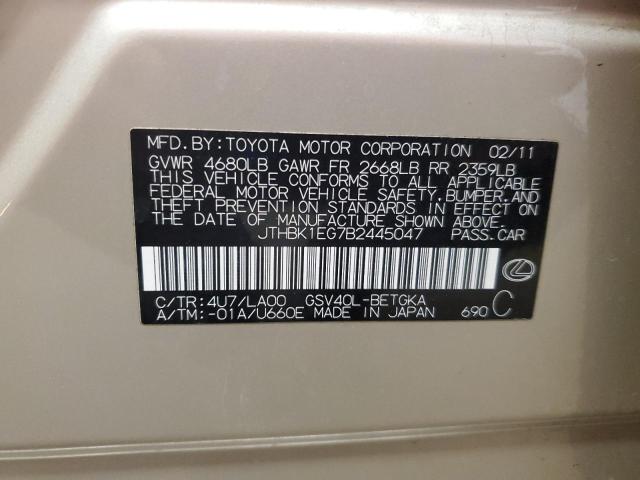 MFD.BY:TOYOTA MOTOR CORPORATION 02/11
GVWR 4680LB GAWR FR 2668LB RR 2359LB
THIS VEHICLE CONFORMS TO ALL APPLICABLE
FEDERAL MOTOR VEHICLE SAFETY,BUMPER,AND
THEFT PREVENTION STANDARDS IN EFFECT ON
THE DATE OF MANUFACTURE SHOWN ABOVE.
JTHBK1EG7B2445047 PASS.CAR
C/TR:4U7/LA00 GSV40L-BETGKA
A/TM:-01A/U660E MADE IN JAPAN 690 C